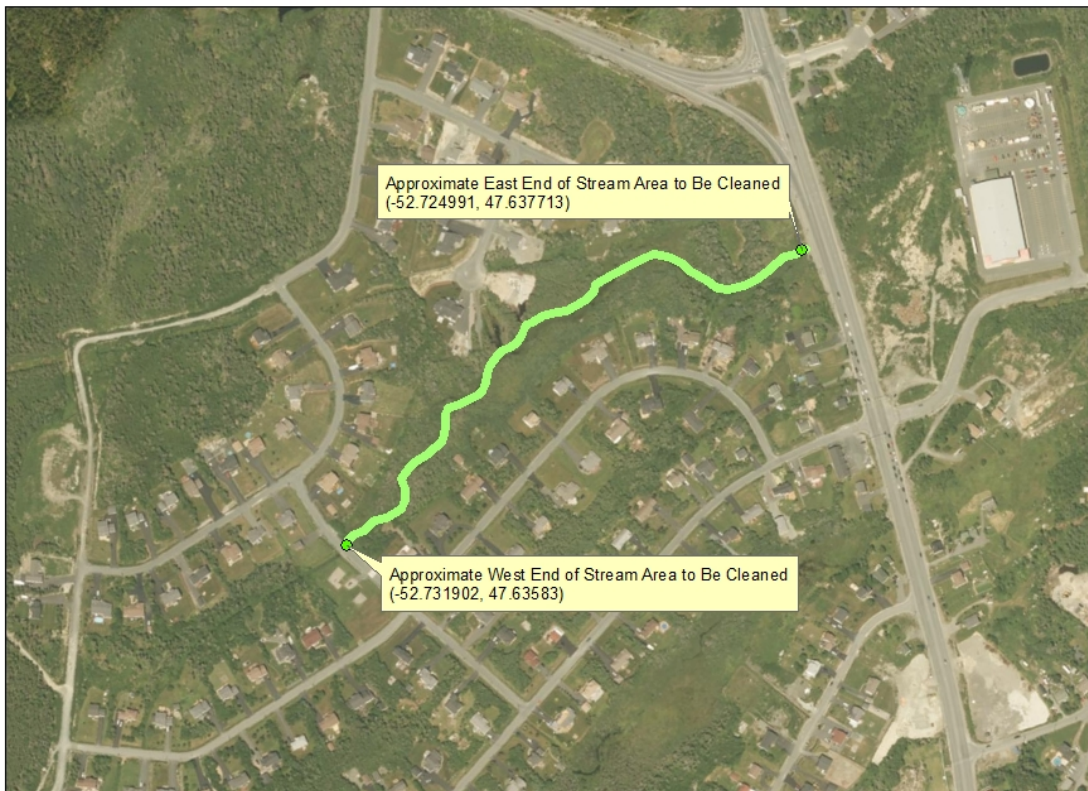 Approximate East End of Stream Area to Be Cleaned
(-52.724991, 47.637713)
Approximate West End of Stream Area to Be Cleaned
(-52.731902, 47.63583)